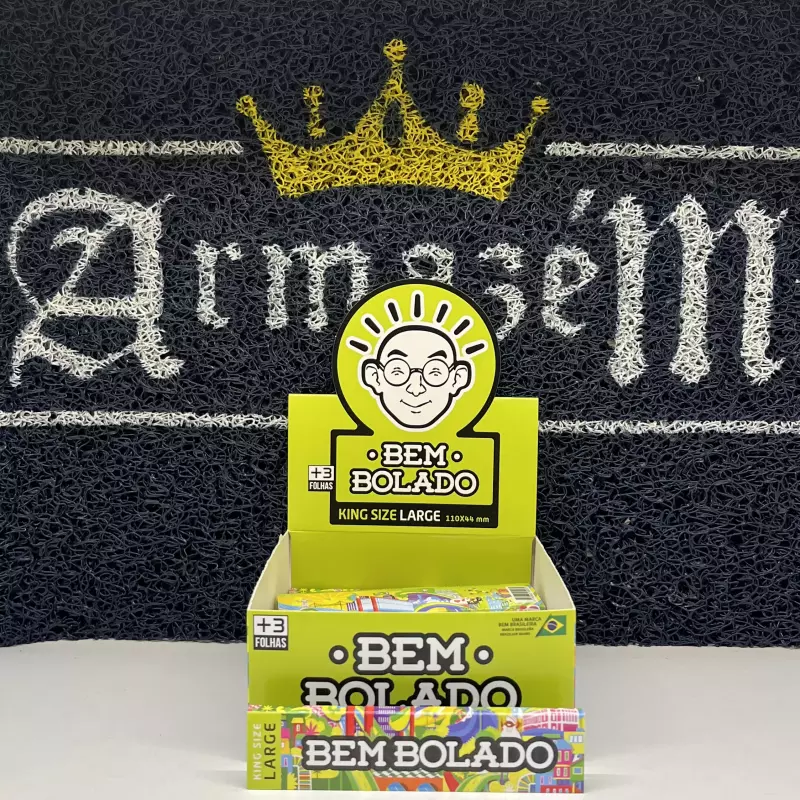 ArmazéM
•BEM•
BOLADO
+3
FOLHAS
KING SIZE LARGE 110X44 mm
+3
FOLHAS
UMA MARCA
BEM BRASILEIRA
•BEM•
BOLADO
KING SIZE
LARGE
BEM BOLADO